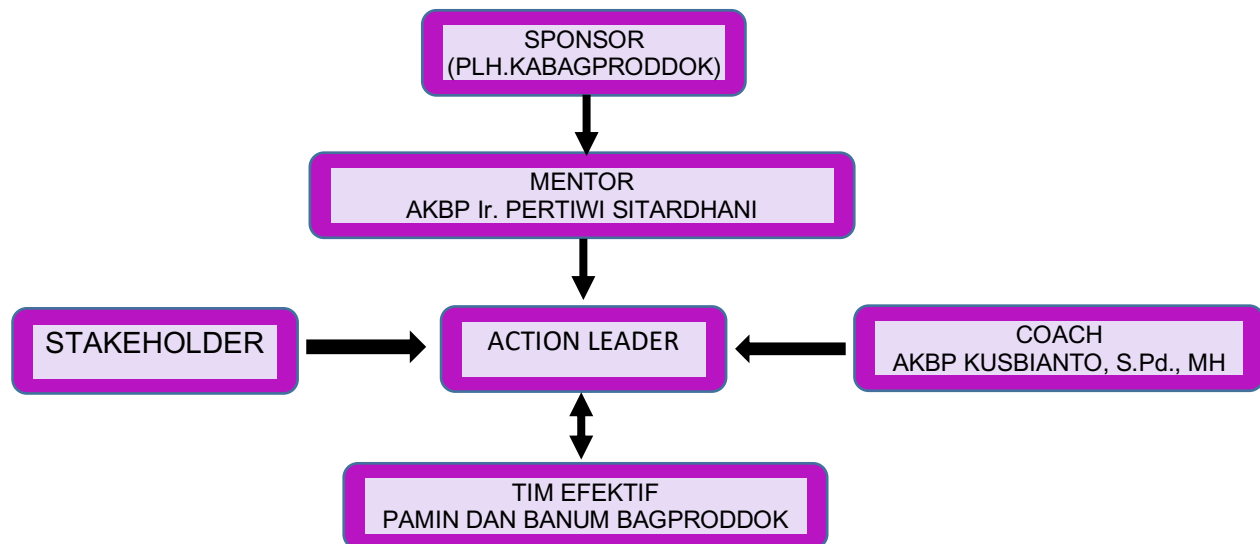 SPONSOR
(PLH.KABAGPRODDOK)
MENTOR
AKBP Ir. PERTIWI SITARDHANI
STAKEHOLDER
ACTION LEADER
COACH
AKBP KUSBIANTO, S.Pd., MH
TIM EFEKTIF
PAMIN DAN BANUM BAGPRODDOK